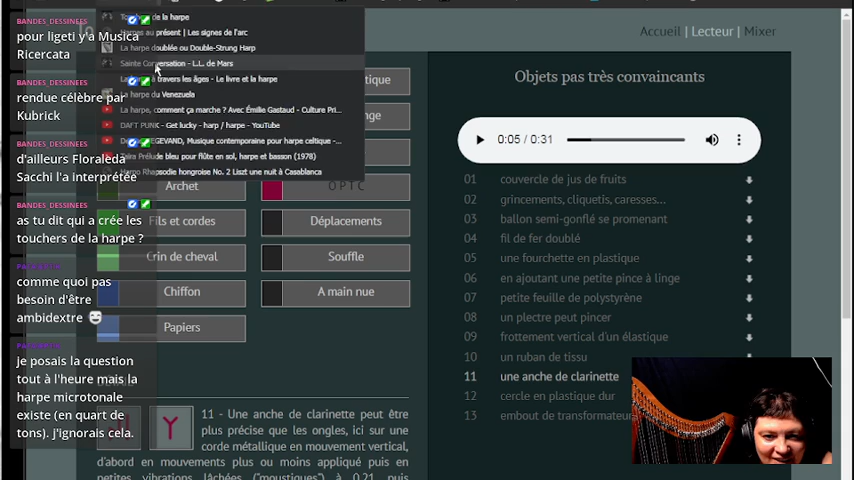 BANDES_DESSINEES
pour ligeti y'a Musica
Ricercata
BANDES_DESSINEES
rendue célèbre par
Kubrick
BANDES_DESSINEES
d'ailleurs Floraleda
Sacchi l'a interprétée
BANDES_DESSINEES
as tu dit qui a crée les
touchers de la harpe ?
comme quoi pas
besoin d'être
ambidextre
je posais la question
tout à l'heure mais la
harpe microtonale
existe (en quart de
tons). j'ignorais cela.
de la harpe
au présent | Les signes de l'arc
La harpe doublée ou Double-Strung Harp
Sainte Conversation - L.L. de Mars
à travers les âges - Le livre et la harpe
La harpe du Venezuela
La harpe, comment ça marche ? Avec Émilie Gastaud - Culture Pri...
DAFT PUNK - Get lucky - harp / harpe - YouTube
Musique contemporaine pour harpe celtique -...
Prélude bleu pour flûte en sol, harpe et basson (1978)
Rhapsodie hongroise No. 2 Liszt une nuit à Casablanca
Archet
O P T C
Fils et cordes
Déplacements
Crin de cheval
Souffle
Chiffon
A main nue
Papiers
11 - Une anche de clarinette peut être
plus précise que les ongles, ici sur une
corde métallique en mouvement vertical,
d'abord en mouvements plus ou moins appliqué puis en
petites vibrations lâchées ("moustiques") à 0.21, puis
Accueil | Lecteur | Mixer
Objets pas très convaincants
0:05 / 0:31
01 couvercle de jus de fruits
02 grincements, cliquetis, caresses...
03 ballon semi-gonflé se promenant
04 fil de fer doublé
05 une fourchette en plastique
06 en ajoutant une petite pince à linge
07 petite feuille de polystyrène
08 un plectre peut pincer
09 frottement vertical d'un élastique
10 un ruban de tissu
11 une anche de clarinette
12 cercle en plastique dur
13 embout de transformateur